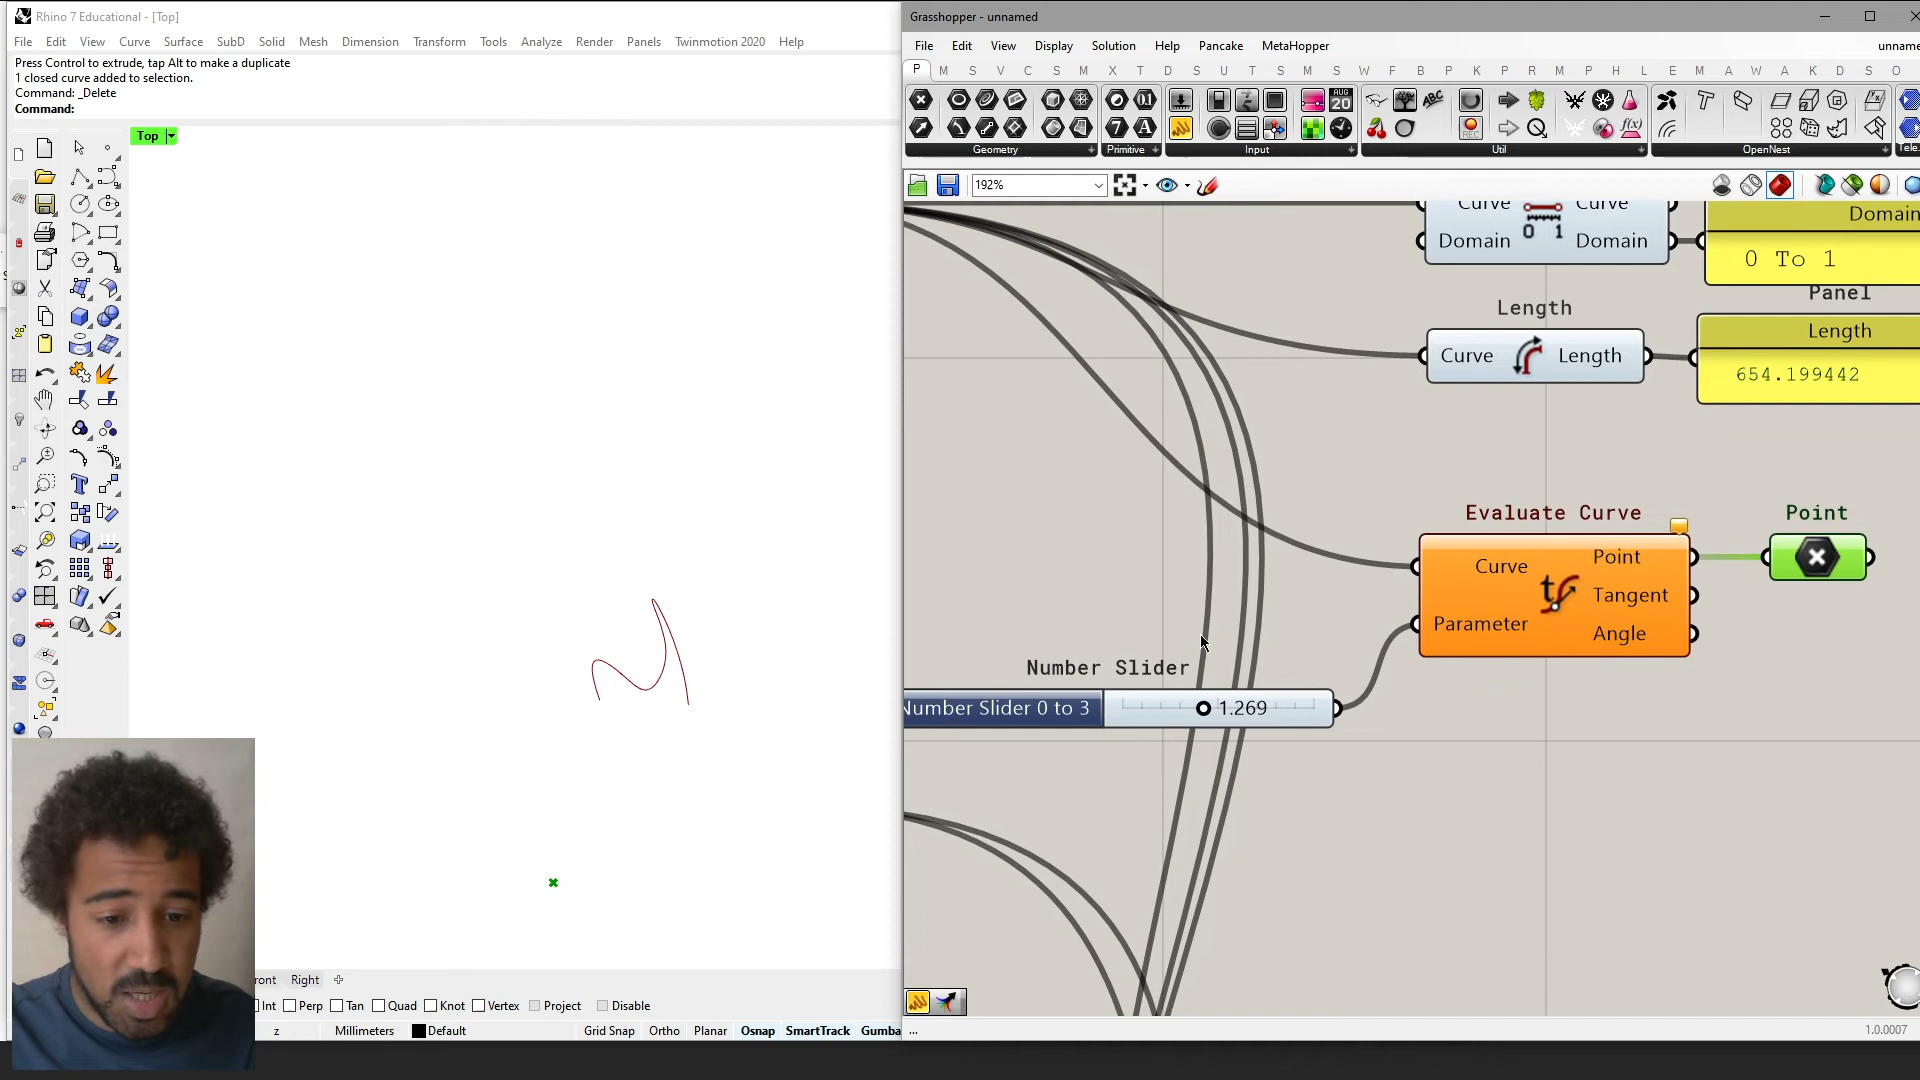 Rhino 7 Educational - [Top]
File Edit View Curve Surface SubD Solid Mesh Dimension Transform Tools Analyze Render Panels Twinmotion 2020 Help
Press Control to extrude, tap Alt to make a duplicate
1 closed curve added to selection.
Command: _Delete
Command:
Top
ront Right
Int Perp Tan Quad Knot Vertex Project Disable
z Millimeters Default Grid Snap Ortho Planar Osnap SmartTrack Gumba
Grasshopper - unnamed
File Edit View Display Solution Help Pancake MetaHopper unname
P M S V C S M X T D S U T S M S W F B P R M P H L E M A W A K D S O
Geometry Primitive Input Util OpenNest Tele.
192%
Curve 0 1 Curve
Domain Domain
Domain
0 To 1
Length
Curve Length
Panel
Length
654.199442
Evaluate Curve
Curve
Parameter
t
Point
Tangent
Angle
Point
Number Slider
Number Slider 0 to 3 1.269
...
1.0.0007